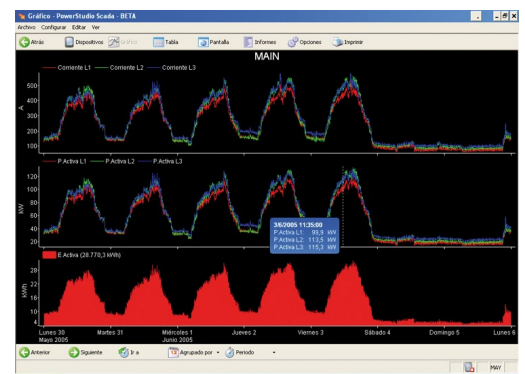 Gráfico - PowerStudio Scada - BETA
Archivo Configurar Editar Ver
Atrás Dispositivos Gráfico Tabla Pantalla Informes Opciones Imprimir
MAIN
Corriente L1 Corriente L2 Corriente L3
500
400
A
300
200
100
P.Activa L1 P.Activa L2 P.Activa L3
120
100
80
kW
60
40
20
3/6/2005 11:35:00
P.Activa L1: 99,9 kW
P.Activa L2: 113,5 kW
P.Activa L3: 115,3 kW
E.Activa (28.770,3 kWh)
28
22
kWh
16
10
4
Lunes 30 Martes 31 Miércoles 1 Jueves 2 Viernes 3 Sábado 4 Domingo 5 Lunes 6
Mayo 2005 Junio 2005
Anterior Siguiente Ir a 12 Agrupado por Periodo
MAY